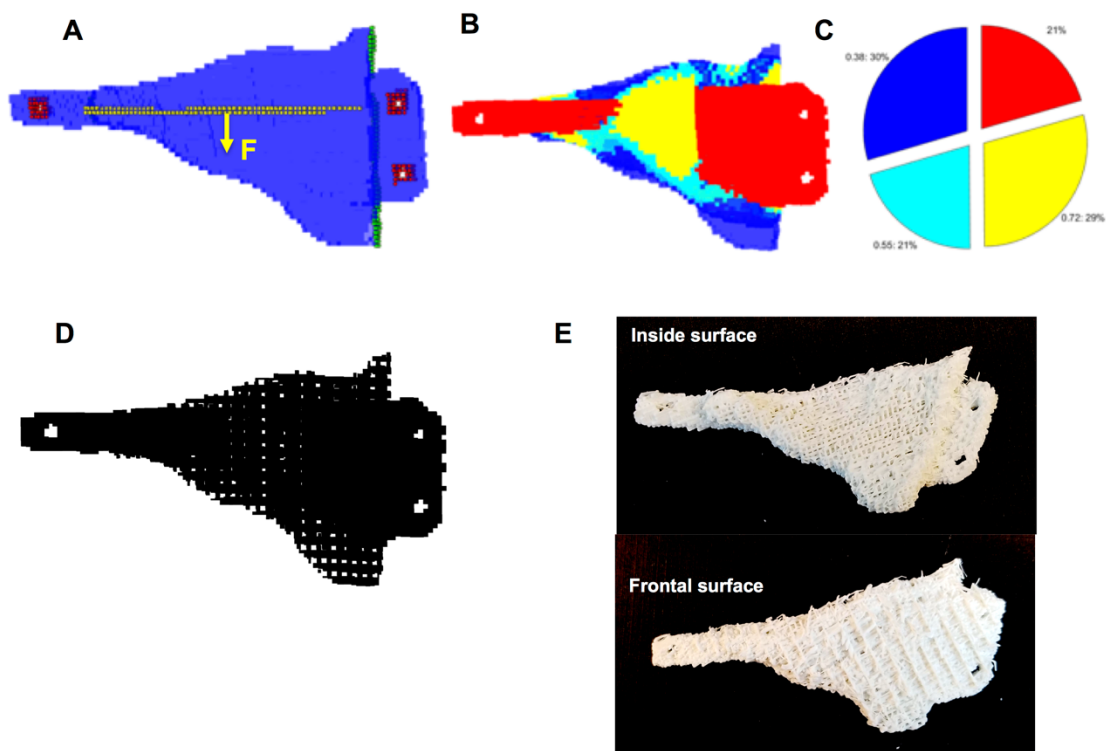 A
B
C
F
21%
0.38: 30%
0.72: 29%
0.55: 21%
D
E
Inside surface
Frontal surface